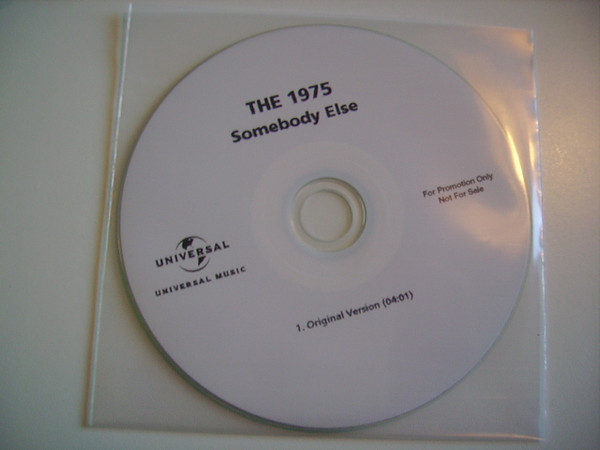 THE 1975
Somebody Else
For Promotion Only
Not For Sale
UNIVERSAL
UNIVERSAL MUSIC
1. Original Version (04:01)